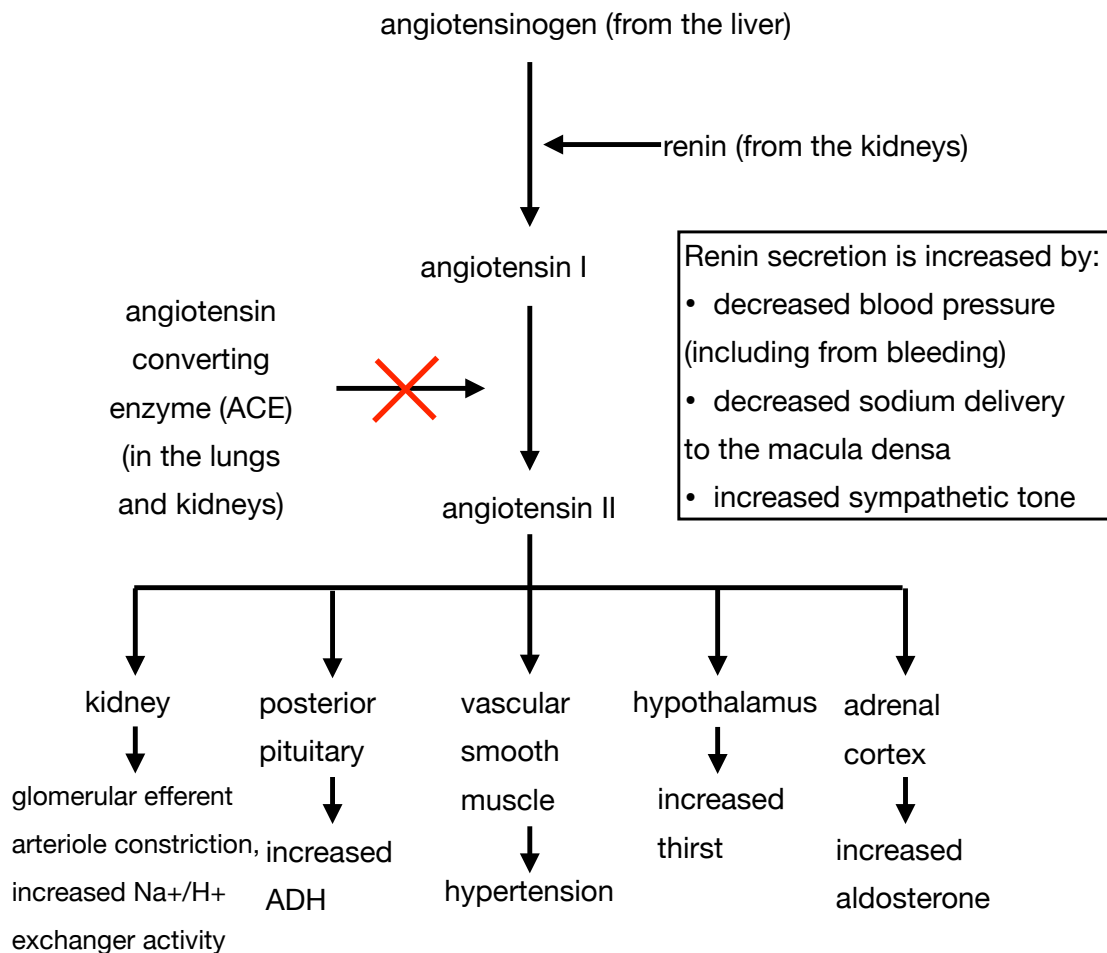 angiotensinogen (from the liver)
renin (from the kidneys)
angiotensin I
Renin secretion is increased by:
• decreased blood pressure
(including from bleeding)
• decreased sodium delivery
to the macula densa
• increased sympathetic tone
angiotensin
converting
enzyme (ACE)
(in the lungs
and kidneys)
angiotensin II
kidney
glomerular efferent
arteriole constriction,
increased Na+/H+
exchanger activity
posterior
pituitary
increased
ADH
vascular
smooth
muscle
hypertension
hypothalamus
increased
thirst
adrenal
cortex
increased
aldosterone